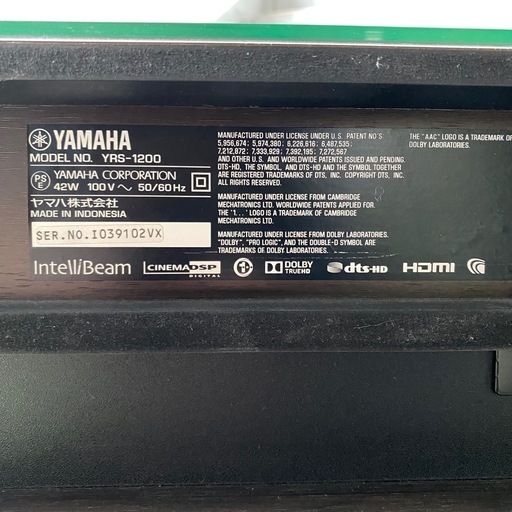 YAMAHA
MODEL NO. YRS-1200
PS E YAMAHA CORPORATION
42W 100V 〜 50/60Hz
ヤマハ株式会社
MADE IN INDONESIA
SER.NO.I039102VX
MANUFACTURED UNDER LICENSE UNDER U.S. PATENT NO'S:
5,956,674; 5,974,380; 6,226,616; 6,487,535;
7,212,872; 7,333,929; 7,392,195; 7,272,567
AND OTHER U.S. AND WORLDWIDE PATENTS ISSUED AND PENDING.
DTS-HD, THE SYMBOL, AND DTS-HD AND THE SYMBOL TOGETHER
ARE REGISTERED TRADEMARKS OF DTS, INC.
MANUFACTURED UNDER LICENSE FROM CAMBRIDGE
MECHATRONICS LTD. WORLDWIDE PATENTS APPLIED FOR.
THE '1...' LOGO IS A TRADEMARK OF CAMBRIDGE
MECHATRONICS LTD.
MANUFACTURED UNDER LICENSE FROM DOLBY LABORATORIES.
"DOLBY", "PRO LOGIC", AND THE DOUBLE-D SYMBOL ARE
TRADEMARKS OF DOLBY LABORATORIES.
THE "AAC" LOGO IS A TRADEMARK OF
DOLBY LABORATORIES.
IntelliBeam
CINEMA DSP
DIGITAL
DOLBY
TRUEHD
dts-HD
HDMI